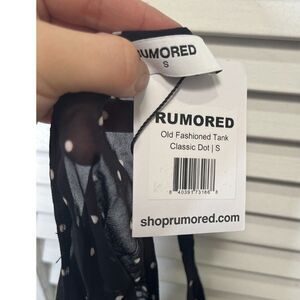 RUMORED
S
RUMORED
Old Fashioned Tank
Classic Dot | S
shoprumored.com